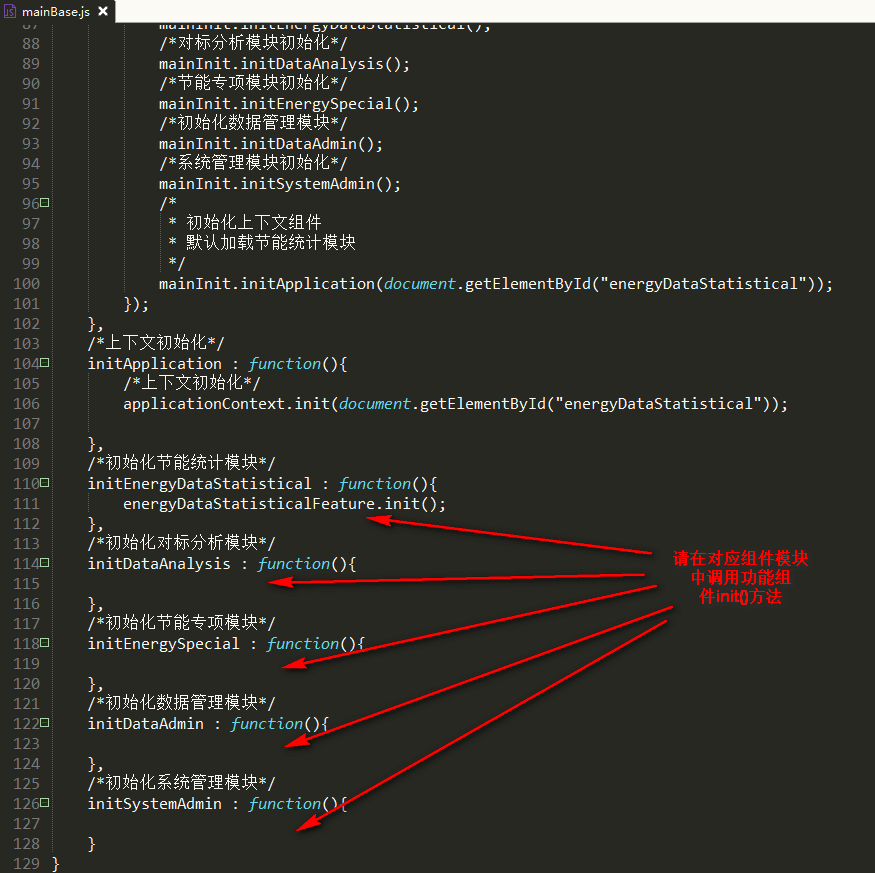 mainBase.js
87 mainInit.initEnergyDataStatistical();
88 /*对标分析模块初始化*/
89 mainInit.initDataAnalysis();
90 /*节能专项模块初始化*/
91 mainInit.initEnergySpecial();
92 /*初始化数据管理模块*/
93 mainInit.initDataAdmin();
94 /*系统管理模块初始化*/
95 mainInit.initSystemAdmin();
96 /*
97 * 初始化上下文组件
98 * 默认加载节能统计模块
99 */
100 mainInit.initApplication(document.getElementById("energyDataStatistical"));
101 });
102 },
103 /*上下文初始化*/
104 initApplication : function(){
105 /*上下文初始化*/
106 applicationContext.init(document.getElementById("energyDataStatistical"));
107
108 },
109 /*初始化节能统计模块*/
110 initEnergyDataStatistical : function(){
111 energyDataStatisticalFeature.init();
112 },
113 /*初始化对标分析模块*/
114 initDataAnalysis : function(){
115
116 },
117 /*初始化节能专项模块*/
118 initEnergySpecial : function(){
119
120 },
121 /*初始化数据管理模块*/
122 initDataAdmin : function(){
123
124 },
125 /*初始化系统管理模块*/
126 initSystemAdmin : function(){
127
128 }
129 }
请在对应组件模块
中调用功能组
件init()方法